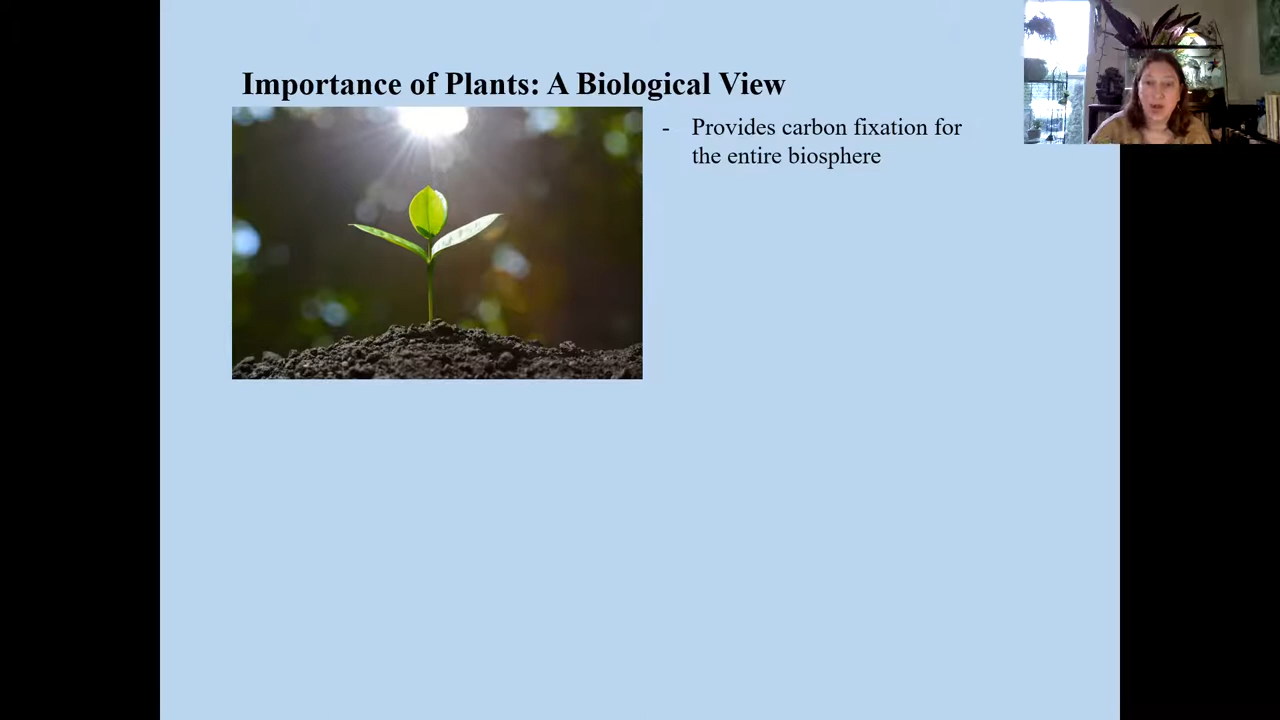 Importance of Plants: A Biological View
- Provides carbon fixation for
the entire biosphere